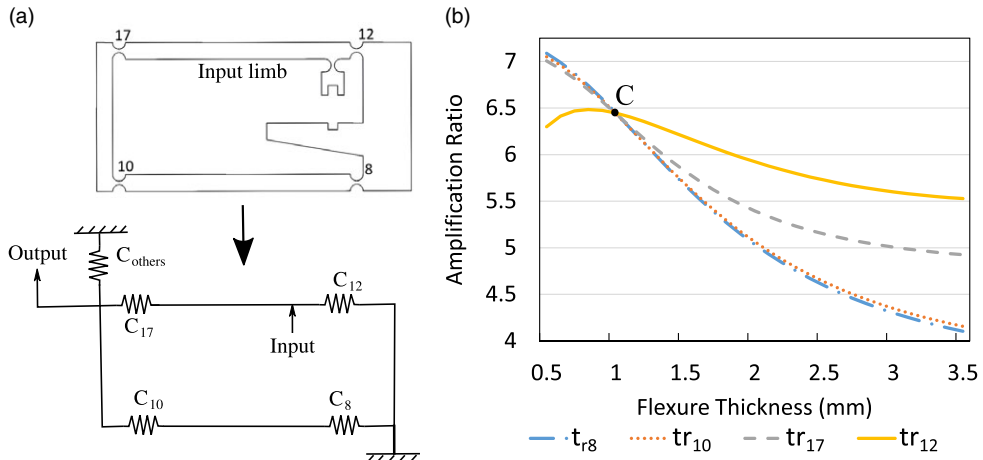 (a)
17
12
Input limb
10
8
Output
C_others
C_12
C_17
Input
C_10
C_8
(b)
Amplification Ratio
7
6.5
6
5.5
5
4.5
4
C
0.5 1 1.5 2 2.5 3 3.5
Flexure Thickness (mm)
t_r8 tr_10 tr_17 tr_12